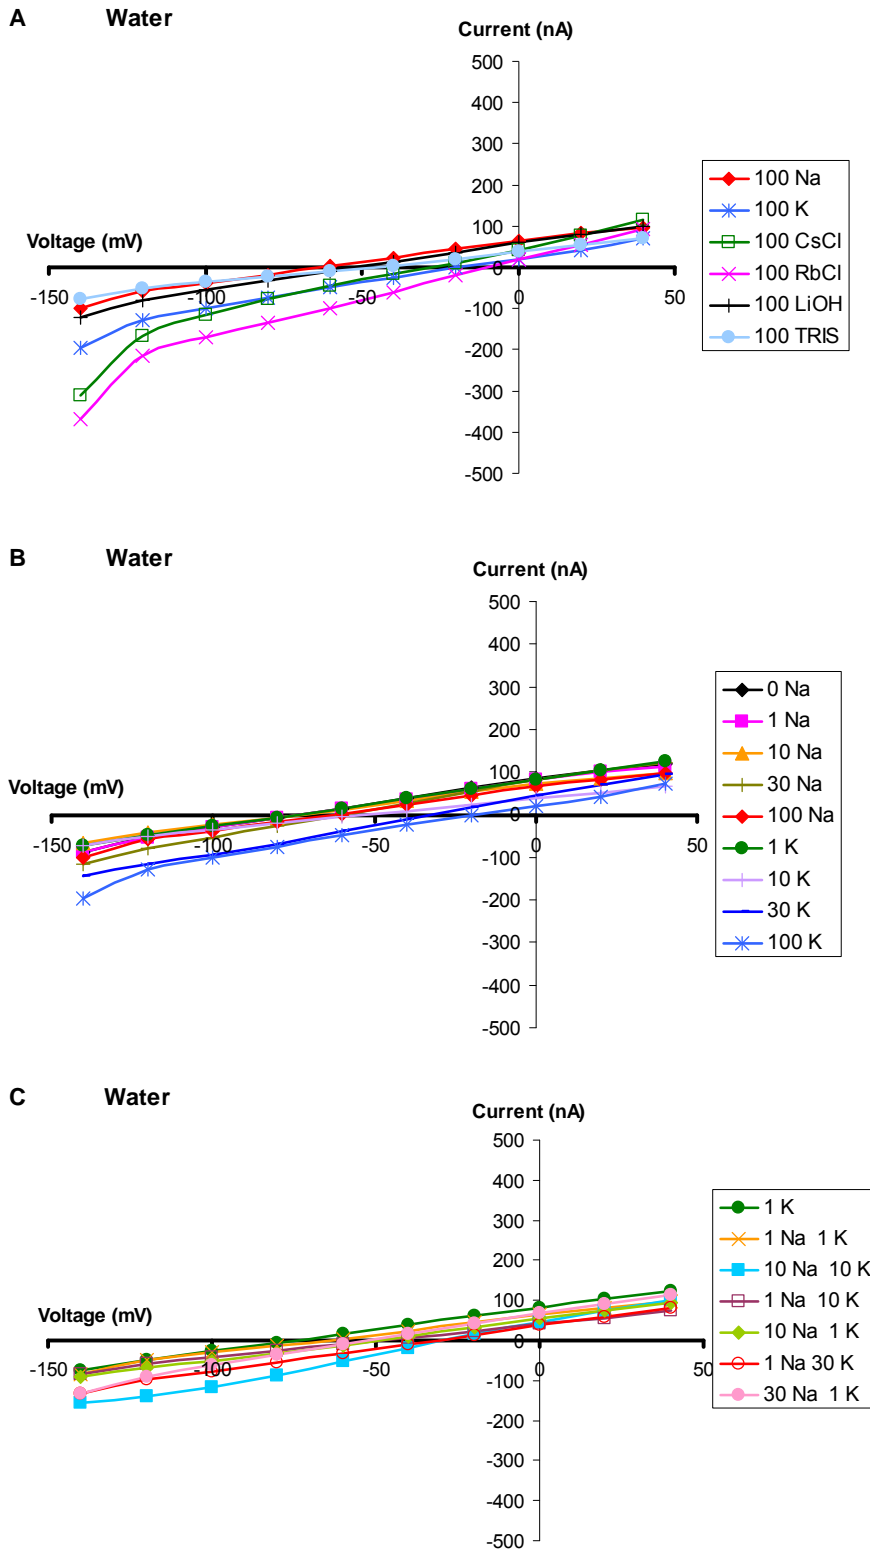 A Water
Current (nA)
500
400
300
200
100
0
-100
-200
-300
-400
-500
Voltage (mV)
-150 -100 -50 0 50
100 Na
100 K
100 CsCl
100 RbCl
100 LiOH
100 TRIS
B Water
Current (nA)
500
400
300
200
100
0
-100
-200
-300
-400
-500
Voltage (mV)
-150 -100 -50 0 50
0 Na
1 Na
10 Na
30 Na
100 Na
1 K
10 K
30 K
100 K
C Water
Current (nA)
500
400
300
200
100
0
-100
-200
-300
-400
-500
Voltage (mV)
-150 -100 -50 0 50
1 K
1 Na 1 K
10 Na 10 K
1 Na 10 K
10 Na 1 K
1 Na 30 K
30 Na 1 K